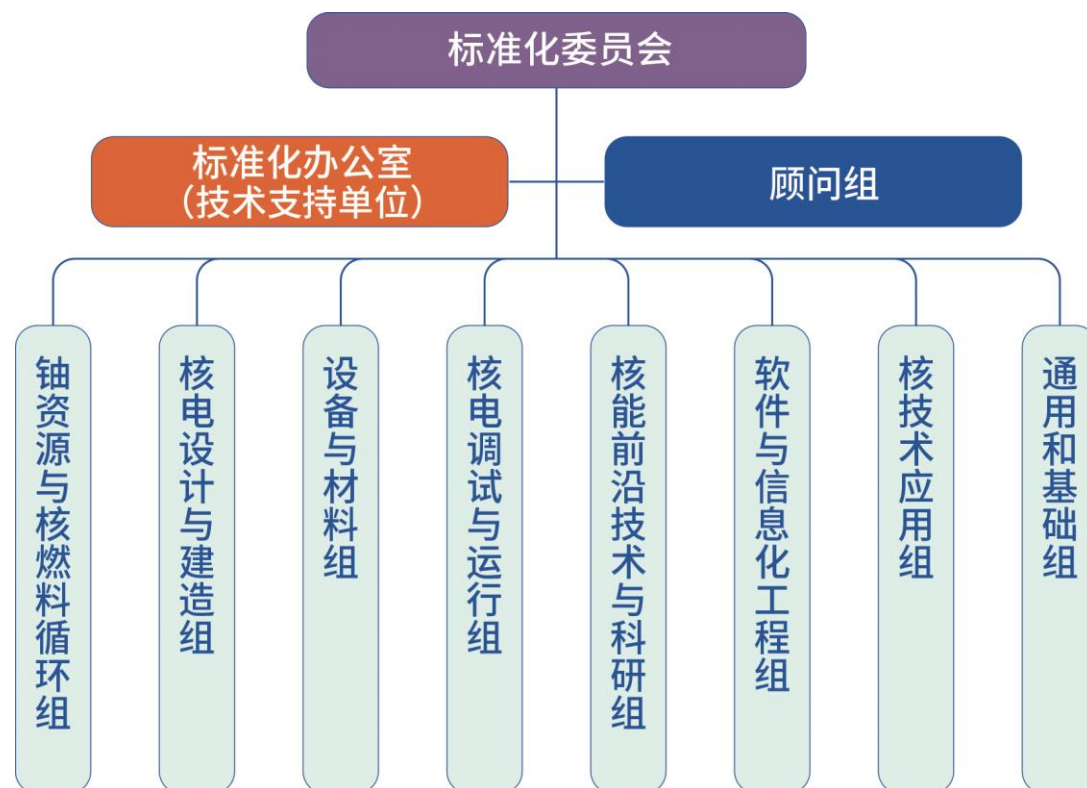 标准化委员会
标准化办公室
（技术支持单位）
顾问组
铀资源与核燃料循环组
核电设计与建造组
设备与材料组
核电调试与运行组
核能前沿技术与科研组
软件与信息化工程组
核技术应用组
通用和基础组